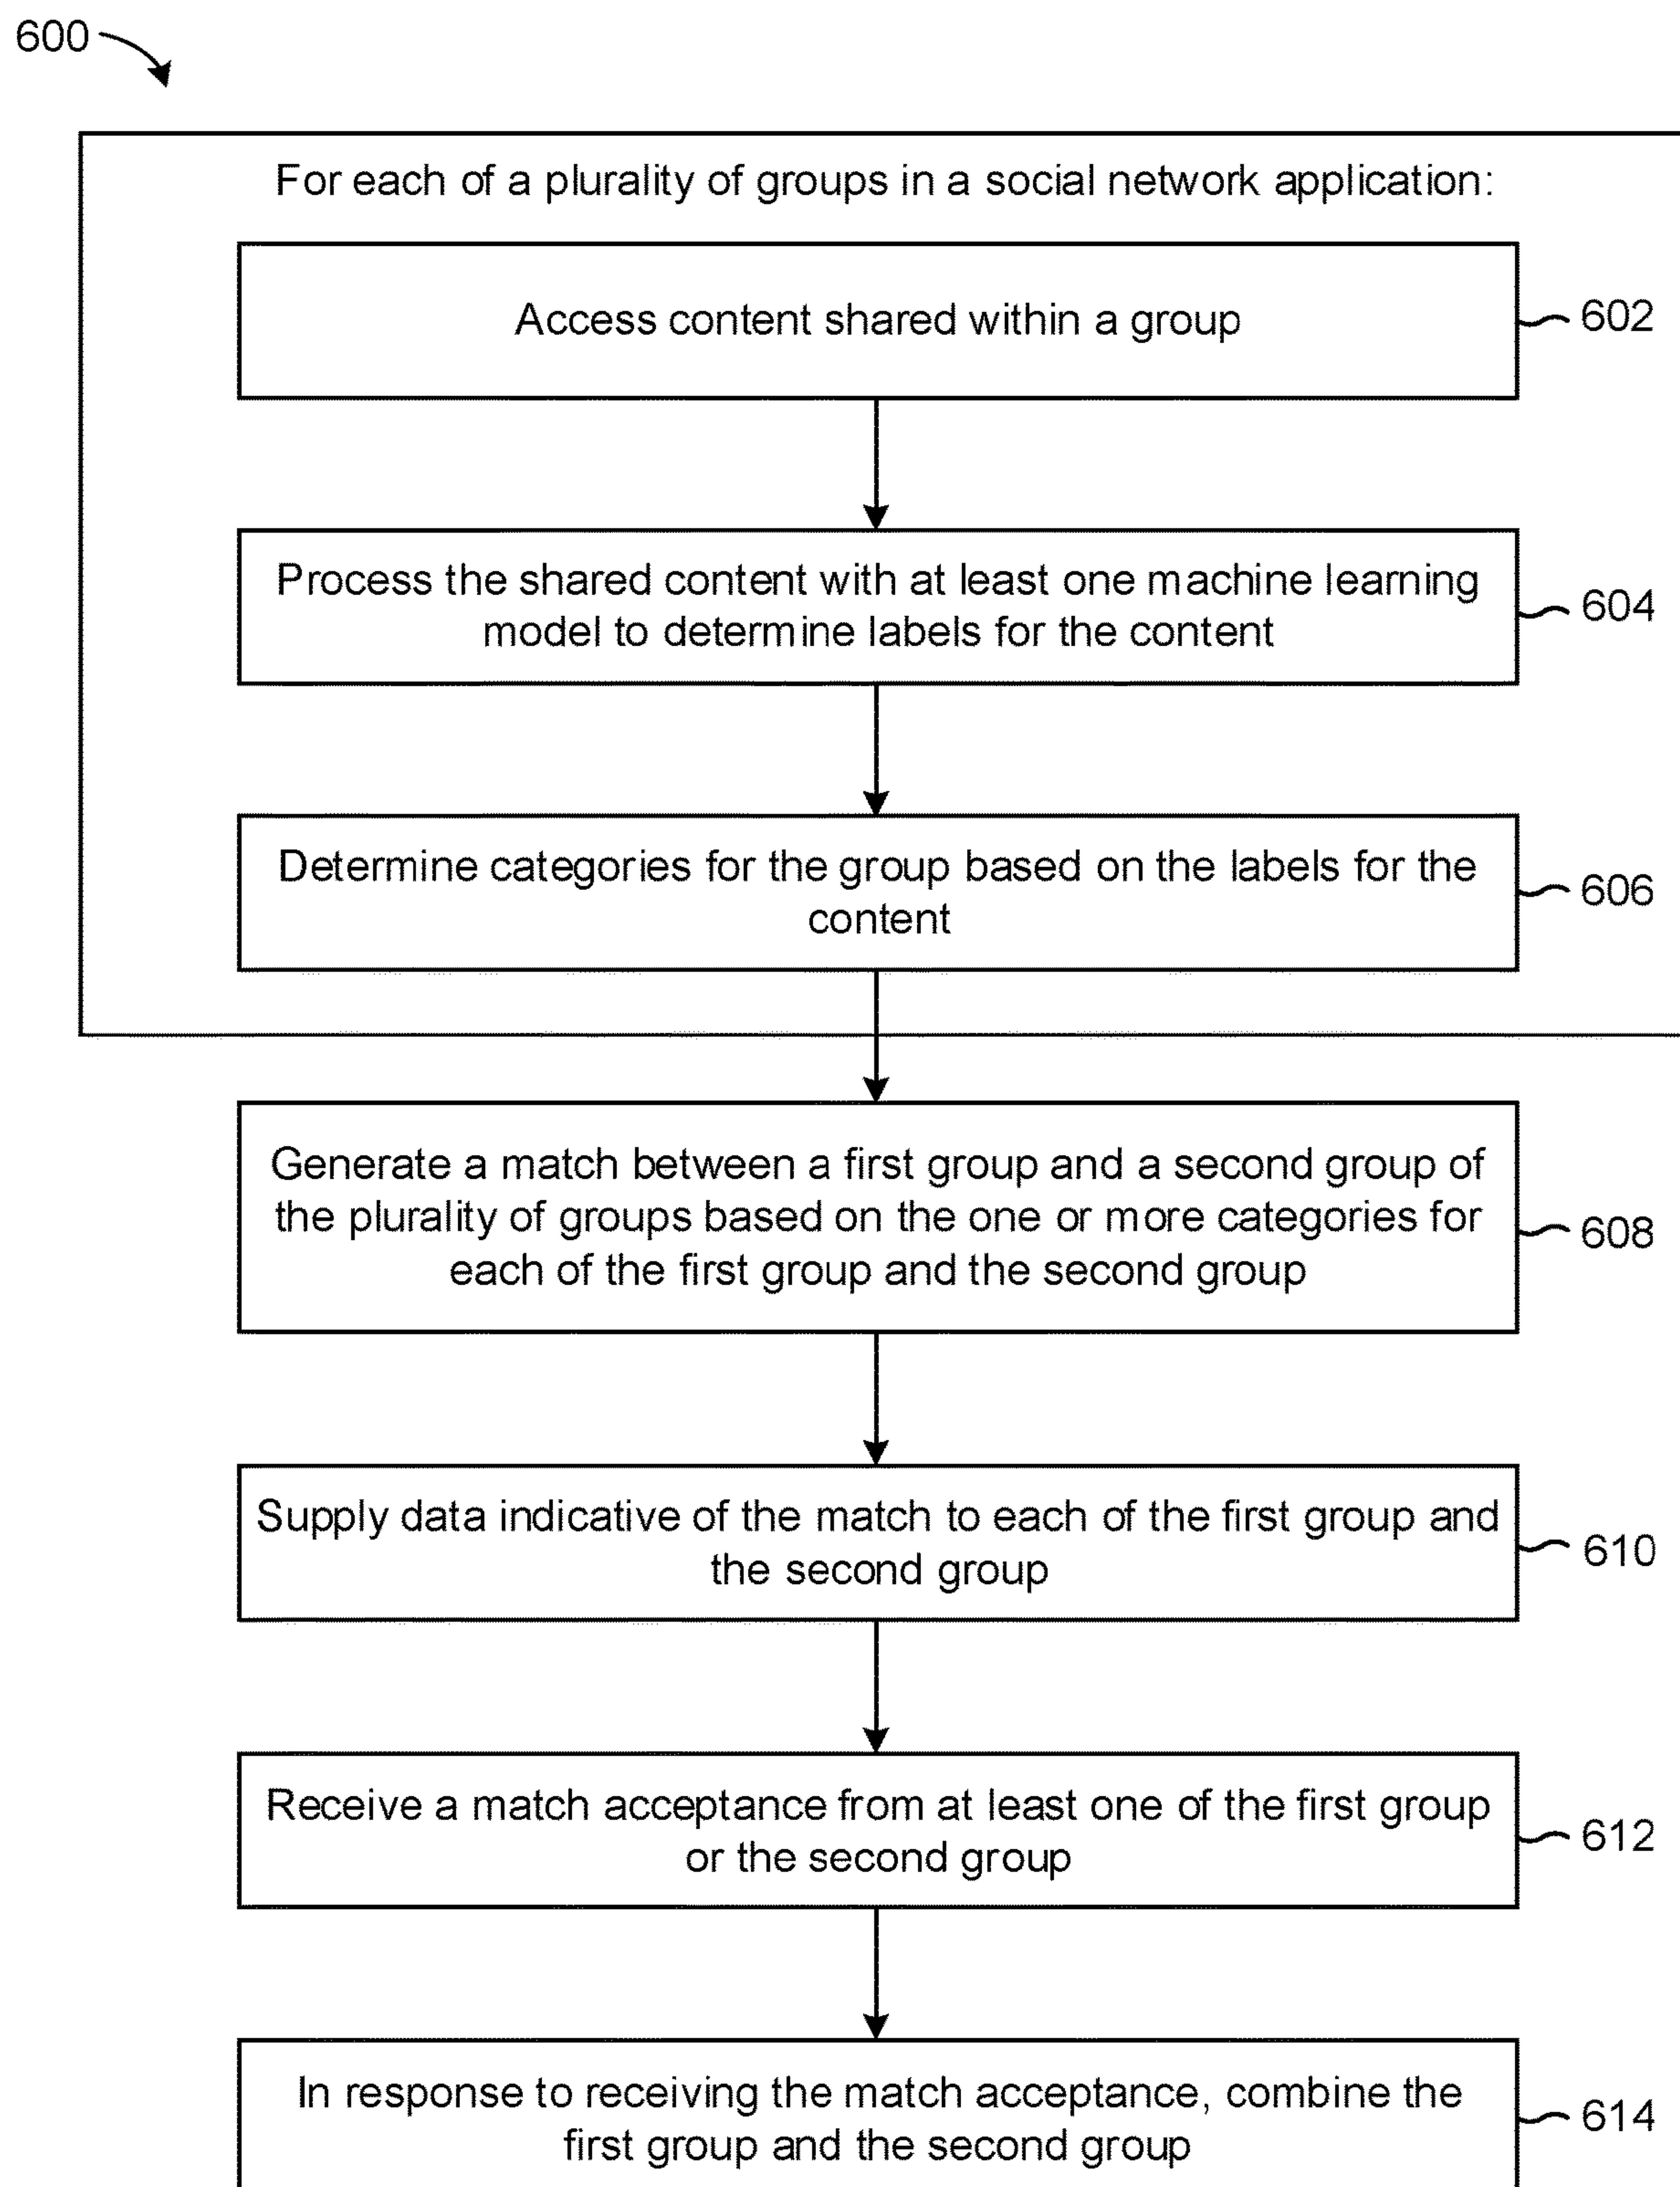 600
For each of a plurality of groups in a social network application:
Access content shared within a group
602
Process the shared content with at least one machine learning
model to determine labels for the content
604
Determine categories for the group based on the labels for the
content
606
Generate a match between a first group and a second group of
the plurality of groups based on the one or more categories for
each of the first group and the second group
608
Supply data indicative of the match to each of the first group and
the second group
610
Receive a match acceptance from at least one of the first group
or the second group
612
In response to receiving the match acceptance, combine the
first group and the second group
614